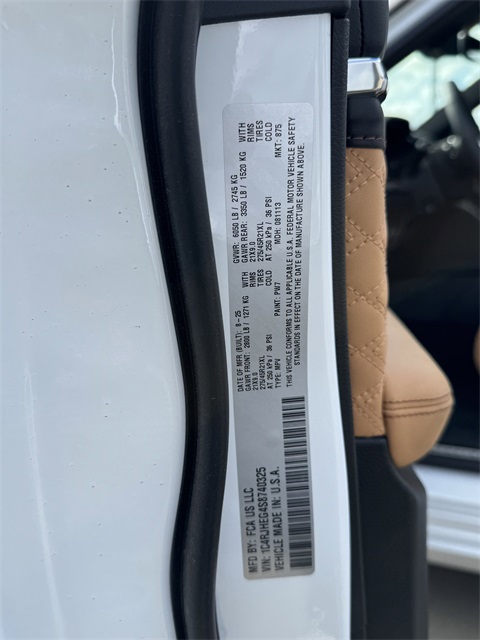 MFD BY: FCA US LLC
1C4RJHEG4S8740325
VEHICLE MADE IN: U.S.A.
DATE OF MFR (BUILT): 8-25
GVWR: 6050 LB / 2745 KG
GAWR FRONT: 2800 LB / 1271 KG WITH
21X9.0 RIMS
275/45R21XL TIRES
AT 250 kPa / 36 PSI COLD
GAWR REAR: 3350 LB / 1520 KG WITH
21X9.0 RIMS
275/45R21XL TIRES
AT 250 kPa / 36 PSI COLD
TYPE: MPV PAINT: PW7 MDH: 081113 MKT: 875
THIS VEHICLE CONFORMS TO ALL APPLICABLE U.S.A. FEDERAL MOTOR VEHICLE SAFETY
STANDARDS IN EFFECT ON THE DATE OF MANUFACTURE SHOWN ABOVE.